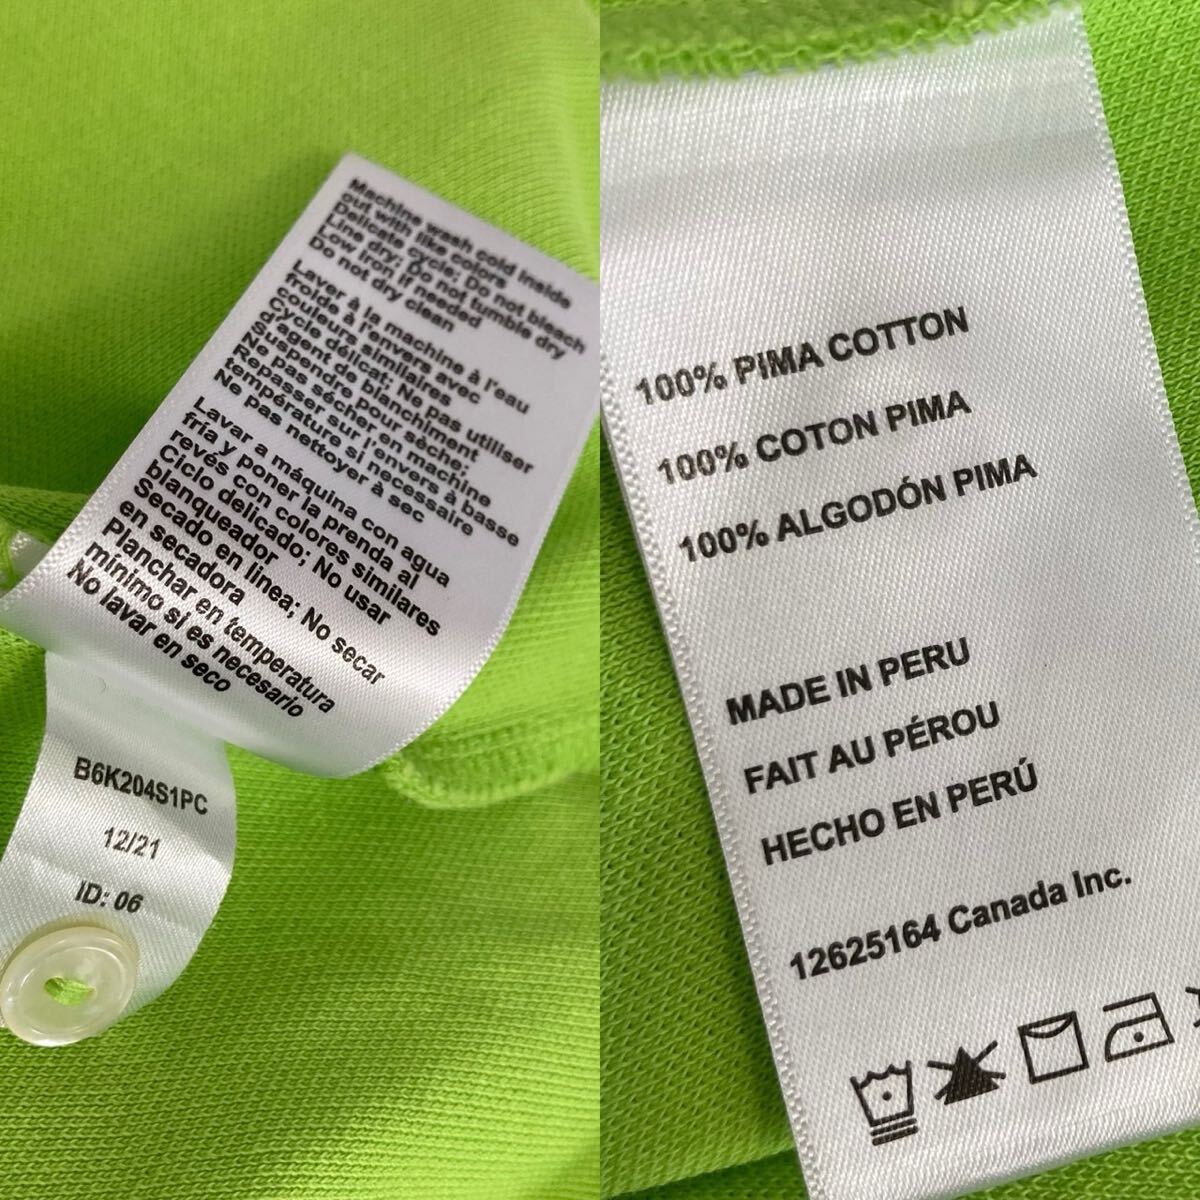 Machine wash cold inside
out with like colors
Delicate cycle; Do not bleach
Line dry; Do not tumble dry
Low Iron if needed
Do not dry clean
Laver à la machine à l'eau
froide à l'envers avec
couleurs similaires
Cycle délicat; Ne pas utiliser
d'agent de blanchiment
Suspendre pour sèche;
Ne pas sécher en machine
Repasser sur l'envers à basse
température si necessaire
Ne pas nettoyer à sec
Lavar a máquina con agua
fría y poner la prenda al
revés con colores similares
Ciclo delicado; No usar
blanqueador
Secado en linea; No secar
en secadora
Planchar en temperatura
mínimo si es necesario
No lavar en seco
B6K204S1PC
12/21
ID: 06
100% PIMA COTTON
100% COTON PIMA
100% ALGODÓN PIMA
MADE IN PERU
FAIT AU PÉROU
HECHO EN PERÚ
12625164 Canada Inc.